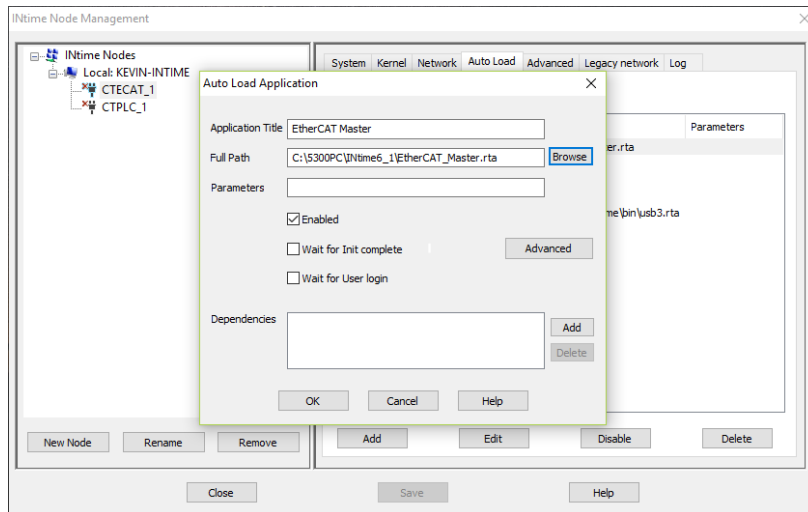 INtime Node Management
INtime Nodes
Local: KEVIN-INTIME
CTECAT_1
CTPLC_1
New Node
Rename
Remove
System Kernel Network Auto Load Advanced Legacy network Log
Parameters
er.rta
me\bin\usb3.rta
Add
Edit
Disable
Delete
Auto Load Application
Application Title EtherCAT Master
Full Path C:\5300PC\INtime6_1\EtherCAT_Master.rta Browse
Parameters
Enabled
Wait for Init complete
Advanced
Wait for User login
Dependencies
Add
Delete
OK
Cancel
Help
Close
Save
Help